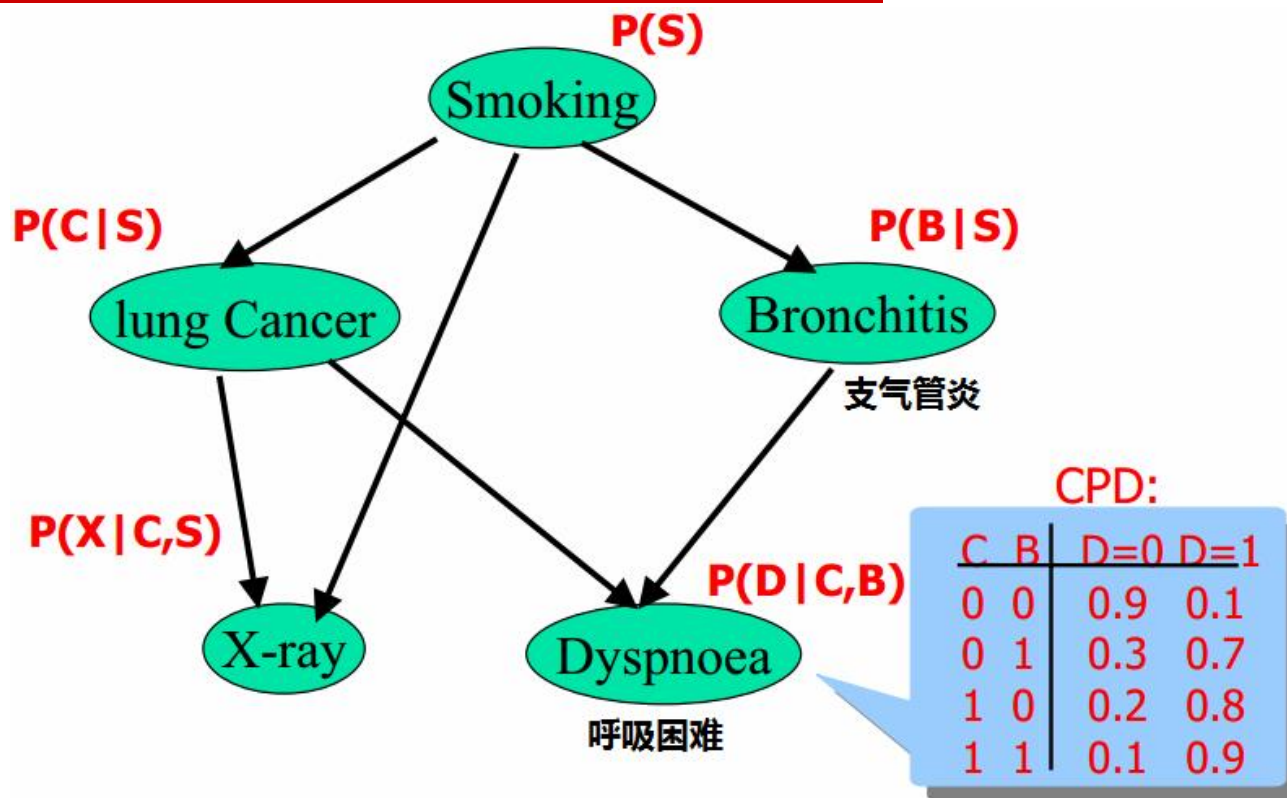 P(S)
Smoking
P(C|S)
P(B|S)
lung Cancer
Bronchitis
支气管炎
CPD:
P(X|C,S)
P(D|C,B)
C B D=0 D=1
0 0 0.9 0.1
0 1 0.3 0.7
1 0 0.2 0.8
1 1 0.1 0.9
X-ray
Dyspnoea
呼吸困难